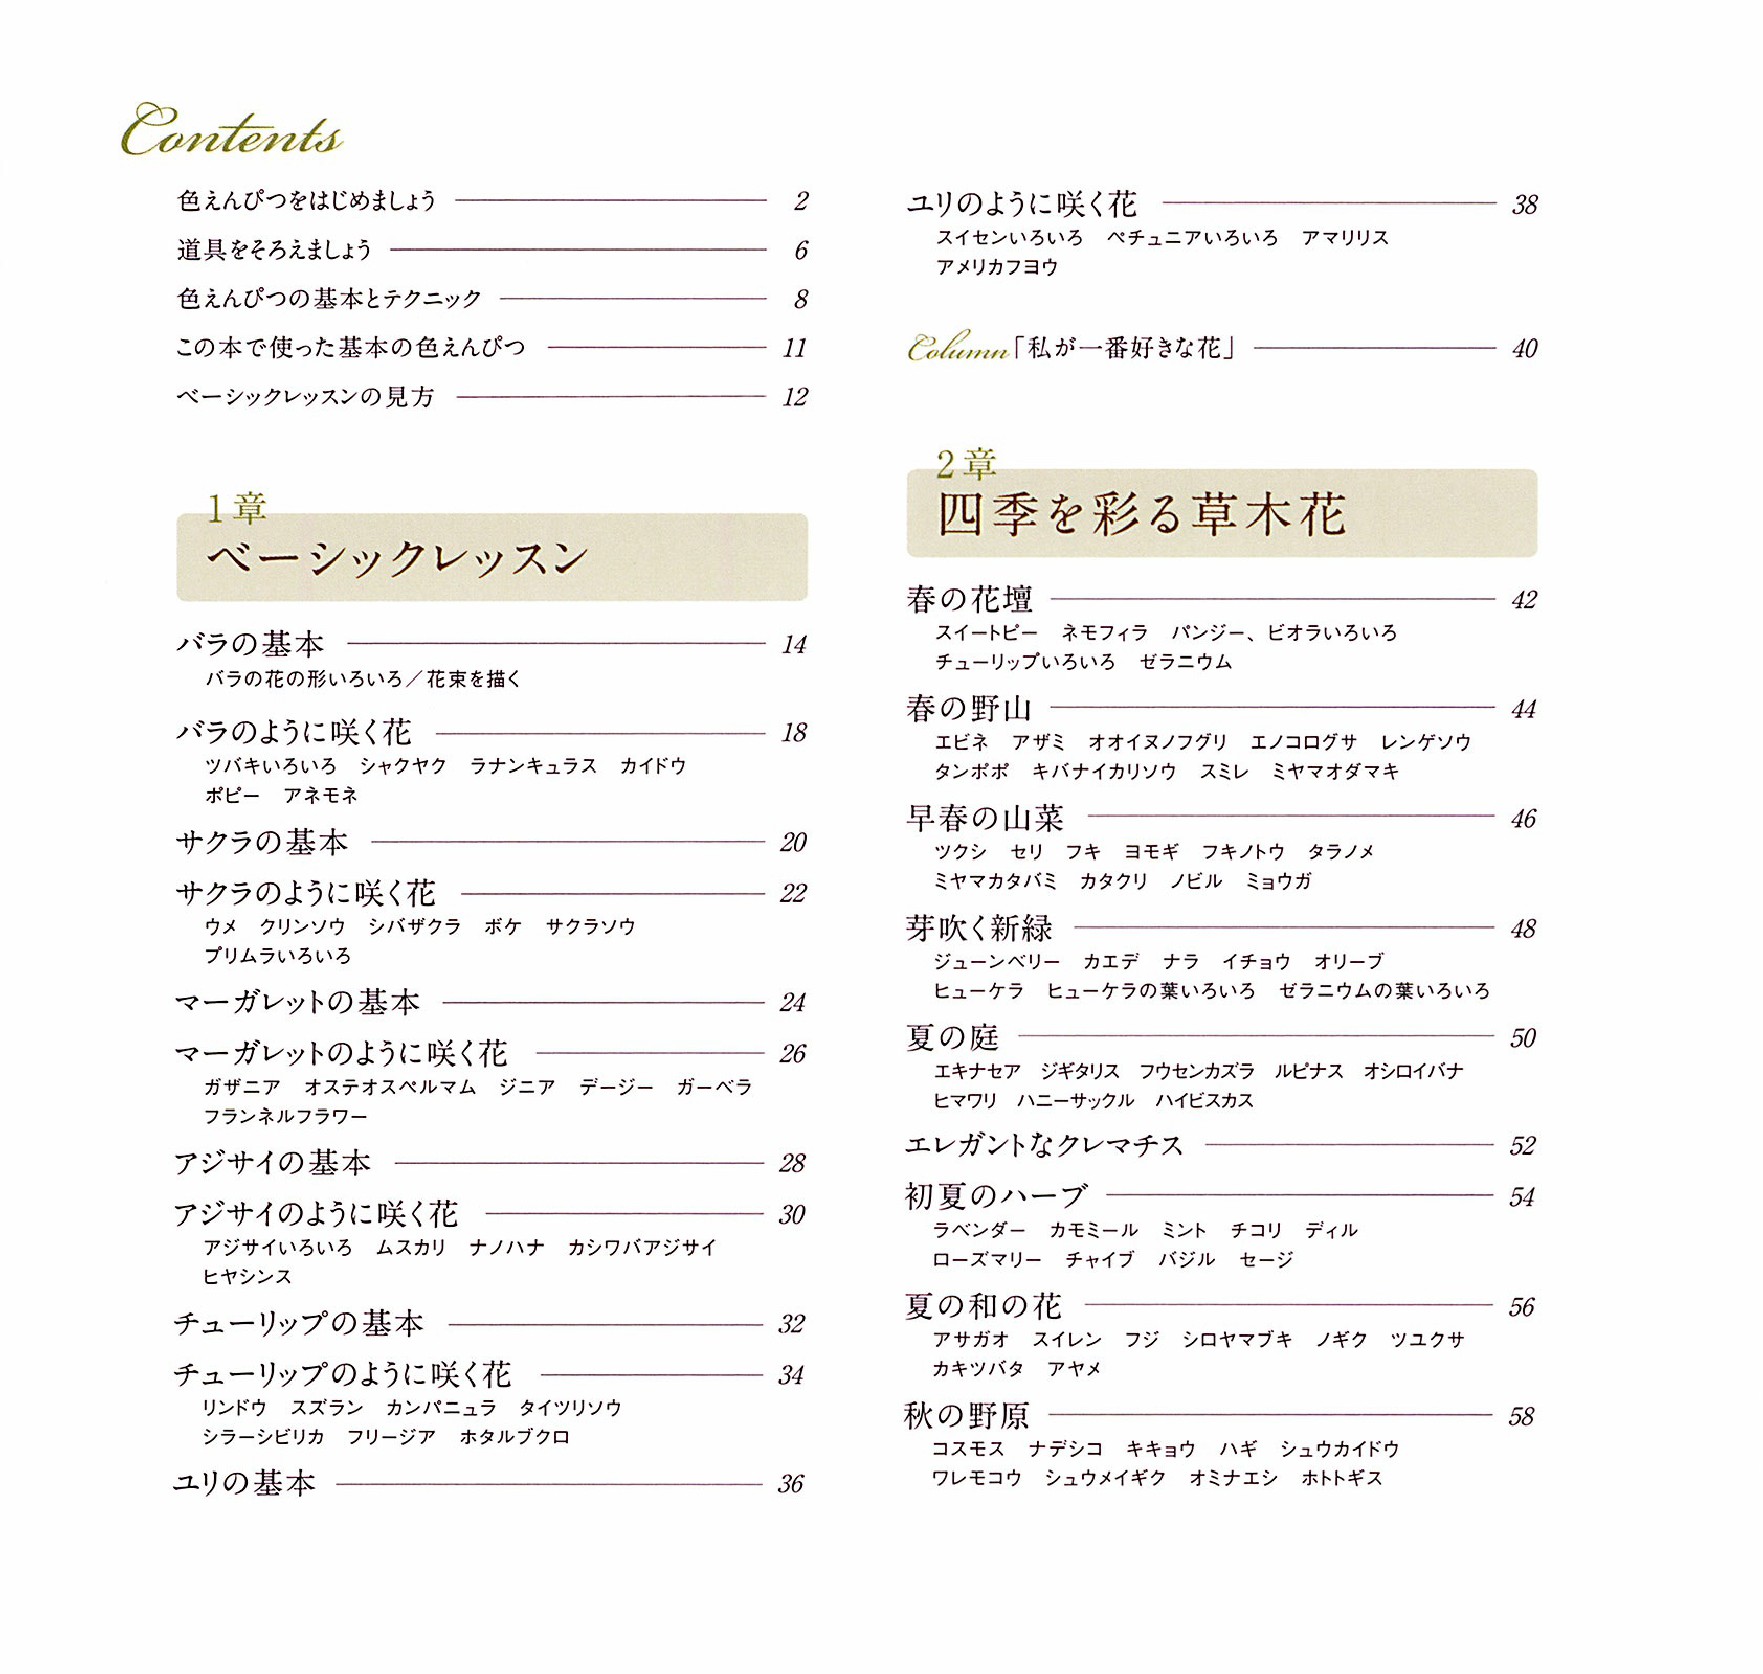 Contents
色えんぴつをはじめましょう 2
道具をそろえましょう 6
色えんぴつの基本とテクニック 8
この本で使った基本の色えんぴつ 11
ベーシックレッスンの見方 12
1章
ベーシックレッスン
バラの基本 14
バラの花の形いろいろ／花束を描く
バラのように咲く花 18
ツバキいろいろ　シャクヤク　ラナンキュラス　カイドウ
ポピー　アネモネ
サクラの基本 20
サクラのように咲く花 22
ウメ　クリンソウ　シバザクラ　ボケ　サクラソウ
プリムラいろいろ
マーガレットの基本 24
マーガレットのように咲く花 26
ガザニア　オステオスペルマム　ジニア　デージー　ガーベラ
フランネルフラワー
アジサイの基本 28
アジサイのように咲く花 30
アジサイいろいろ　ムスカリ　ナノハナ　カシワバアジサイ
ヒヤシンス
チューリップの基本 32
チューリップのように咲く花 34
リンドウ　スズラン　カンパニュラ　タイツリソウ
シラーシビリカ　フリージア　ホタルブクロ
ユリの基本 36
ユリのように咲く花 38
スイセンいろいろ　ペチュニアいろいろ　アマリリス
アメリカフヨウ
Column「私が一番好きな花」 40
2章
四季を彩る草木花
春の花壇 42
スイートピー　ネモフィラ　パンジー、ビオラいろいろ
チューリップいろいろ　ゼラニウム
春の野山 44
エビネ　アザミ　オオイヌノフグリ　エノコログサ　レンゲソウ
タンポポ　キバナイカリソウ　スミレ　ミヤマオダマキ
早春の山菜 46
ツクシ　セリ　フキ　ヨモギ　フキノトウ　タラノメ
ミヤマカタバミ　カタクリ　ノビル　ミョウガ
芽吹く新緑 48
ジューンベリー　カエデ　ナラ　イチョウ　オリーブ
ヒューケラ　ヒューケラの葉いろいろ　ゼラニウムの葉いろいろ
夏の庭 50
エキナセア　ジギタリス　フウセンカズラ　ルピナス　オシロイバナ
ヒマワリ　ハニーサックル　ハイビスカス
エレガントなクレマチス 52
初夏のハーブ 54
ラベンダー　カモミール　ミント　チコリ　ディル
ローズマリー　チャイブ　バジル　セージ
夏の和の花 56
アサガオ　スイレン　フジ　シロヤマブキ　ノギク　ツユクサ
カキツバタ　アヤメ
秋の野原 58
コスモス　ナデシコ　キキョウ　ハギ　シュウカイドウ
ワレモコウ　シュウメイギク　オミナエシ　ホトトギス